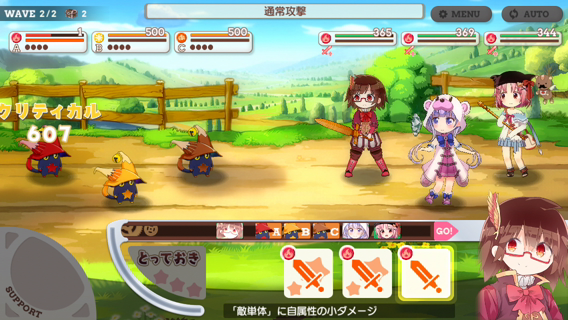 WAVE 2/2 2
通常攻撃
MENU
AUTO
1
500
500
365
369
344
A
B
C
クリティカル
607
A B C
GO!
とっておき
SUPPORT
「敵単体」に自属性の小ダメージ